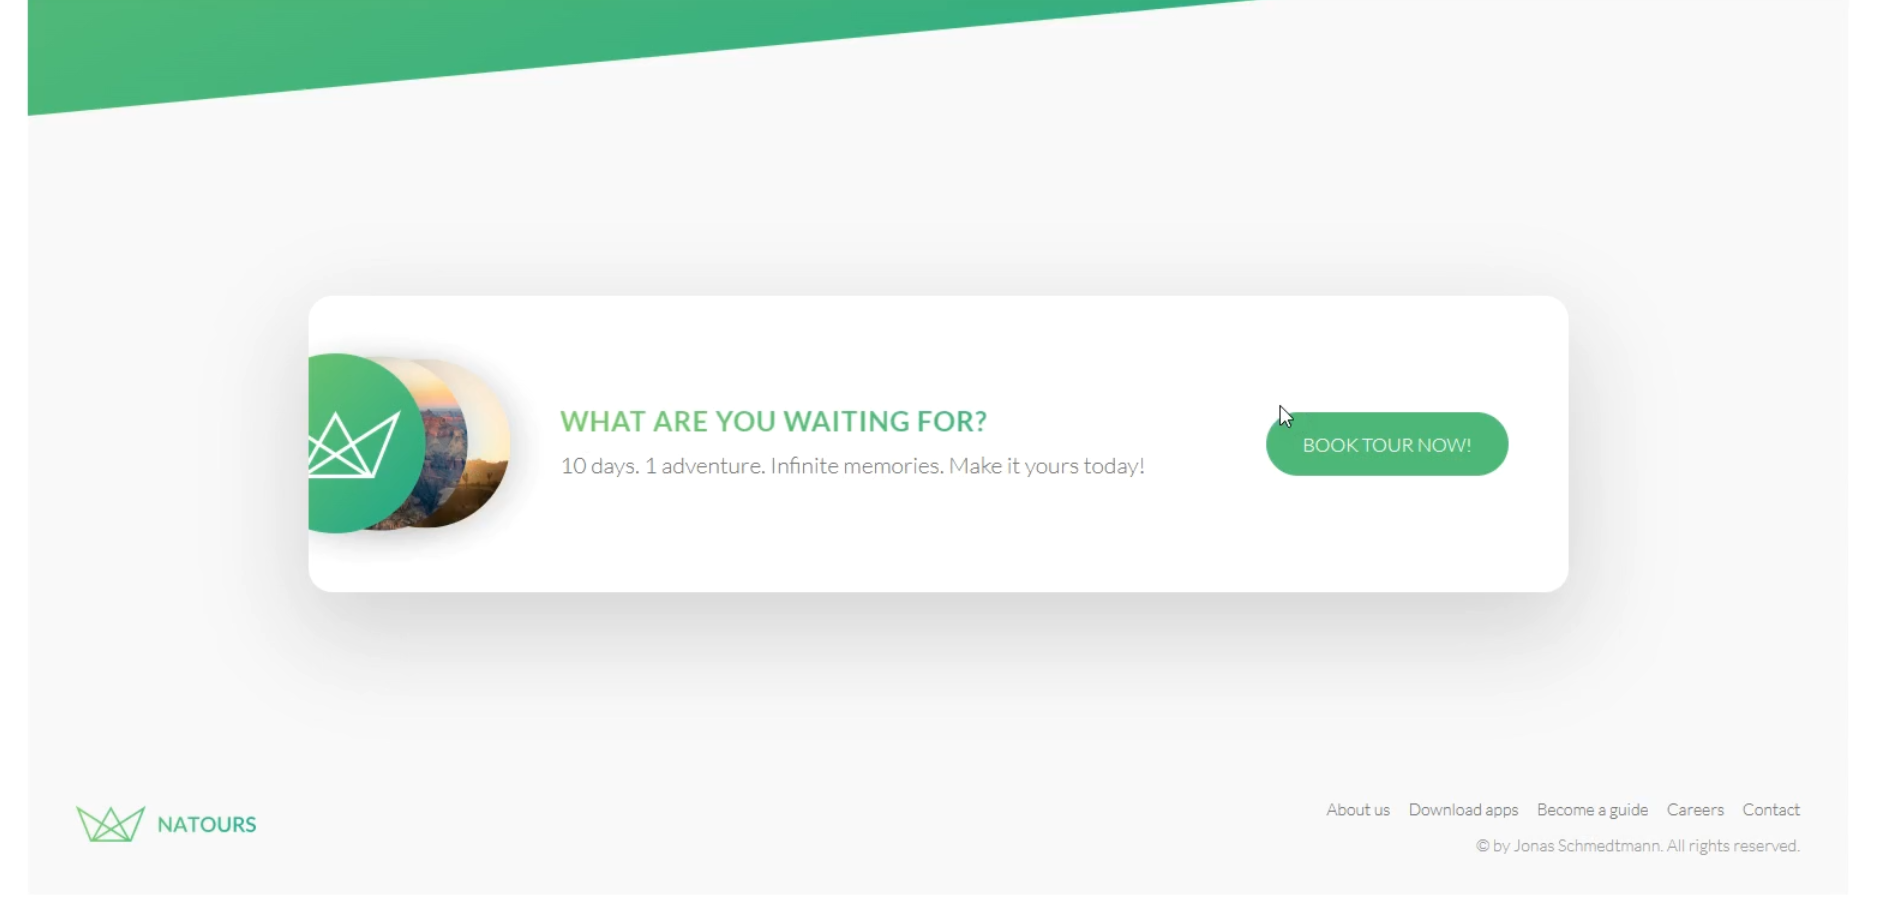 WHAT ARE YOU WAITING FOR?
10 days. 1 adventure. Infinite memories. Make it yours today!
BOOK TOUR NOW!
NATOURS
About us Download apps Become a guide Careers Contact
© by Jonas Schmedtmann. All rights reserved.